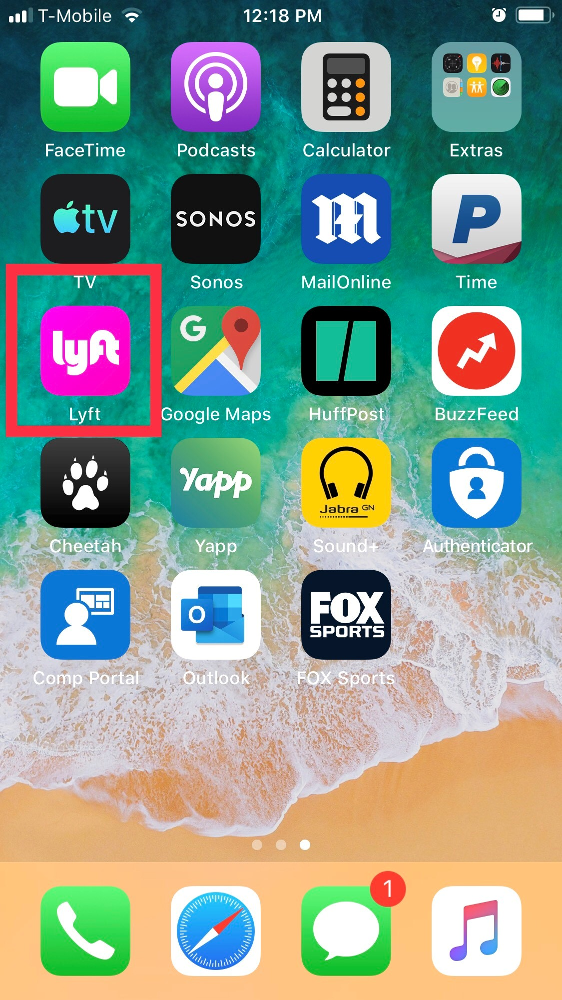 T-Mobile 12:18 PM
FaceTime Podcasts Calculator Extras
tv SONOS P
TV Sonos MailOnline Time
lyft G
Lyft Google Maps HuffPost BuzzFeed
Yapp Jabra GN
Cheetah Yapp Sound+ Authenticator
O FOX SPORTS
Comp Portal Outlook FOX Sports
1